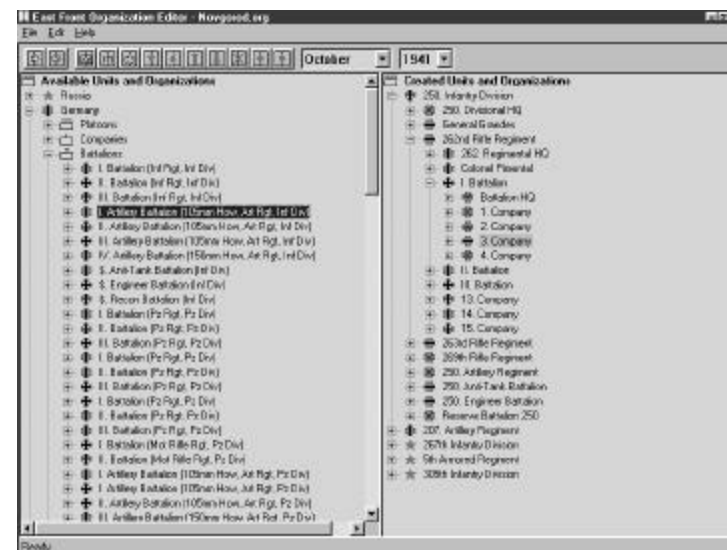 East Front Organization Editor - Novgorod.org
File Edit Help
October 1941
Available Units and Organizations
Russia
Germany
Platoons
Companies
Battalions
I. Battalion (Inf Rgt, Inf Div)
II. Battalion (Inf Rgt, Inf Div)
III. Battalion (Inf Rgt, Inf Div)
I. Artillery Battalion (105mm How, Art Rgt, Inf Div)
II. Artillery Battalion (105mm How, Art Rgt, Inf Div)
III. Artillery Battalion (105mm How, Art Rgt, Inf Div)
IV. Artillery Battalion (150mm How, Art Rgt, Inf Div)
S. Anti-Tank Battalion (Inf Div)
S. Engineer Battalion (Inf Div)
S. Recon Battalion (Inf Div)
I. Battalion (Pz Rgt, Pz Div)
II. Battalion (Pz Rgt, Pz Div)
III. Battalion (Pz Rgt, Pz Div)
I. Battalion (Pz Rgt, Pz Div)
II. Battalion (Pz Rgt, Pz Div)
III. Battalion (Pz Rgt, Pz Div)
I. Battalion (Pz Rgt, Pz Div)
II. Battalion (Pz Rgt, Pz Div)
III. Battalion (Pz Rgt, Pz Div)
I. Battalion (Mot Rifle Rgt, Pz Div)
II. Battalion (Mot Rifle Rgt, Pz Div)
I. Artillery Battalion (105mm How, Art Rgt, Pz Div)
I. Artillery Battalion (105mm How, Art Rgt, Pz Div)
II. Artillery Battalion (105mm How, Art Rgt, Pz Div)
III. Artillery Battalion (150mm How, Art Rgt, Pz Div)
Created Units and Organizations
250. Infantry Division
250. Divisional HQ
General Grandes
262nd Rifle Regiment
262. Regimental HQ
Colonel Pimental
I. Battalion
Battalion HQ
1. Company
2. Company
3. Company
4. Company
II. Battalion
III. Battalion
13. Company
14. Company
15. Company
263rd Rifle Regiment
269th Rifle Regiment
250. Artillery Regiment
250. Anti-Tank Battalion
250. Engineer Battalion
Reserve Battalion 250
207. Artillery Regiment
267th Infantry Division
5th Armored Regiment
305th Infantry Division
Ready